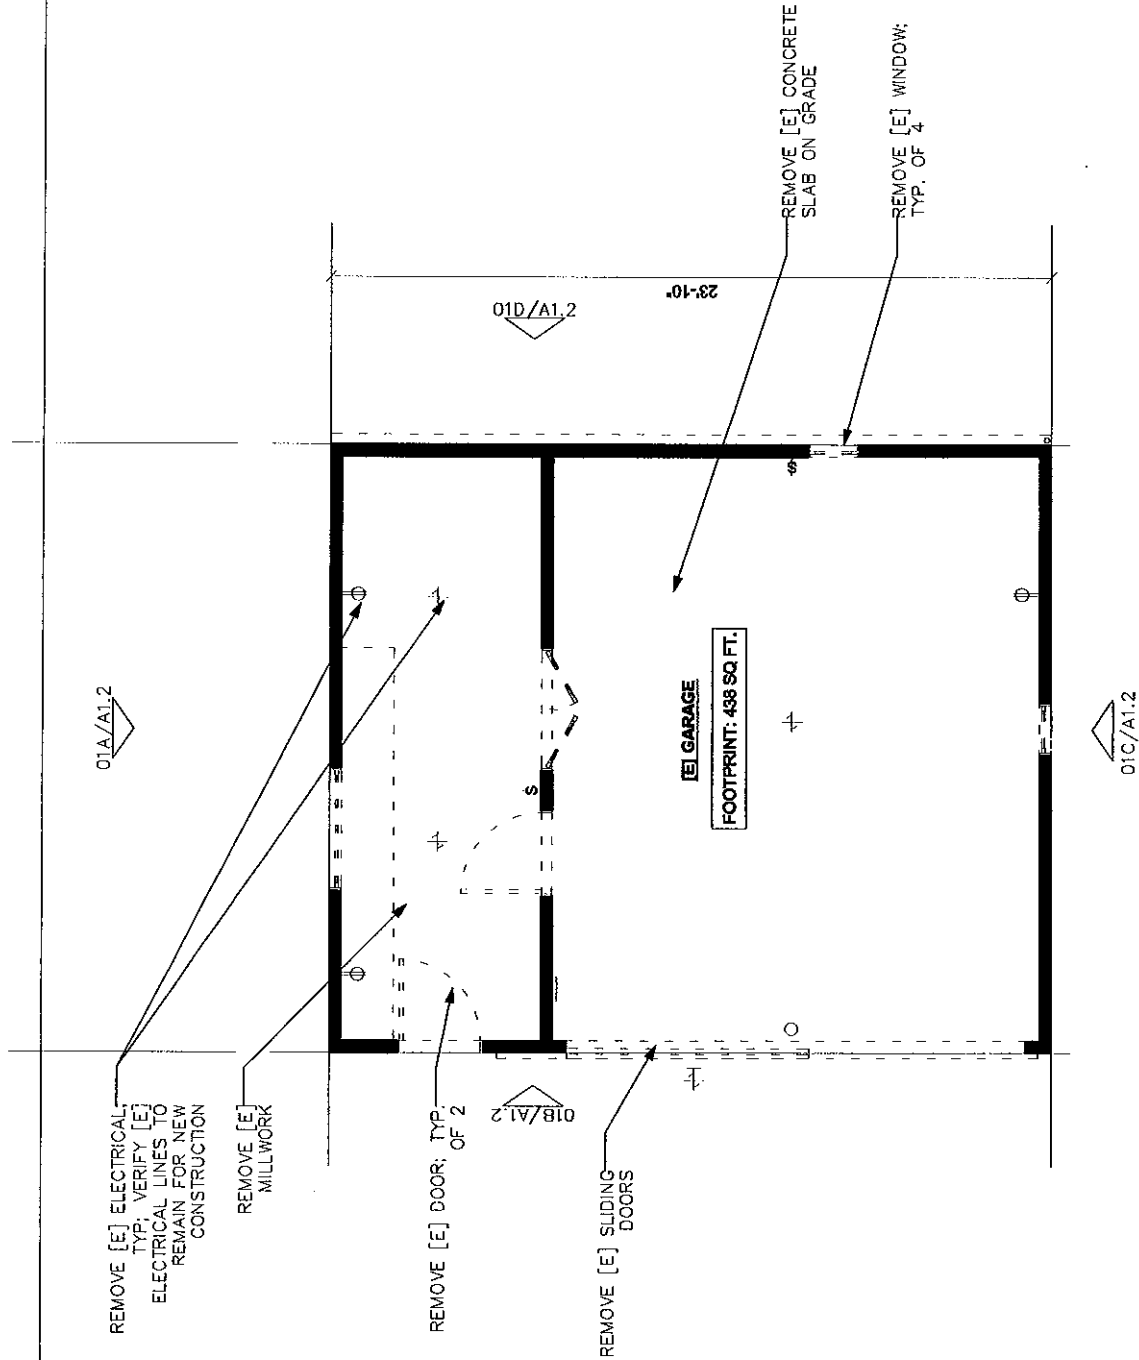 REMOVE [E] ELECTRICAL,
TYP; VERIFY [E]
ELECTRICAL LINES TO
REMAIN FOR NEW
CONSTRUCTION
REMOVE [E]
MILLWORK
REMOVE [E] DOOR; TYP.
OF 2
REMOVE [E] SLIDING
DOORS
01A/A1.2
01B/A1.2
S
[E] GARAGE
FOOTPRINT: 438 SQ FT.
$
01C/A1.2
01D/A1.2
23'-10"
REMOVE [E] CONCRETE
SLAB ON GRADE
REMOVE [E] WINDOW;
TYP. OF 4